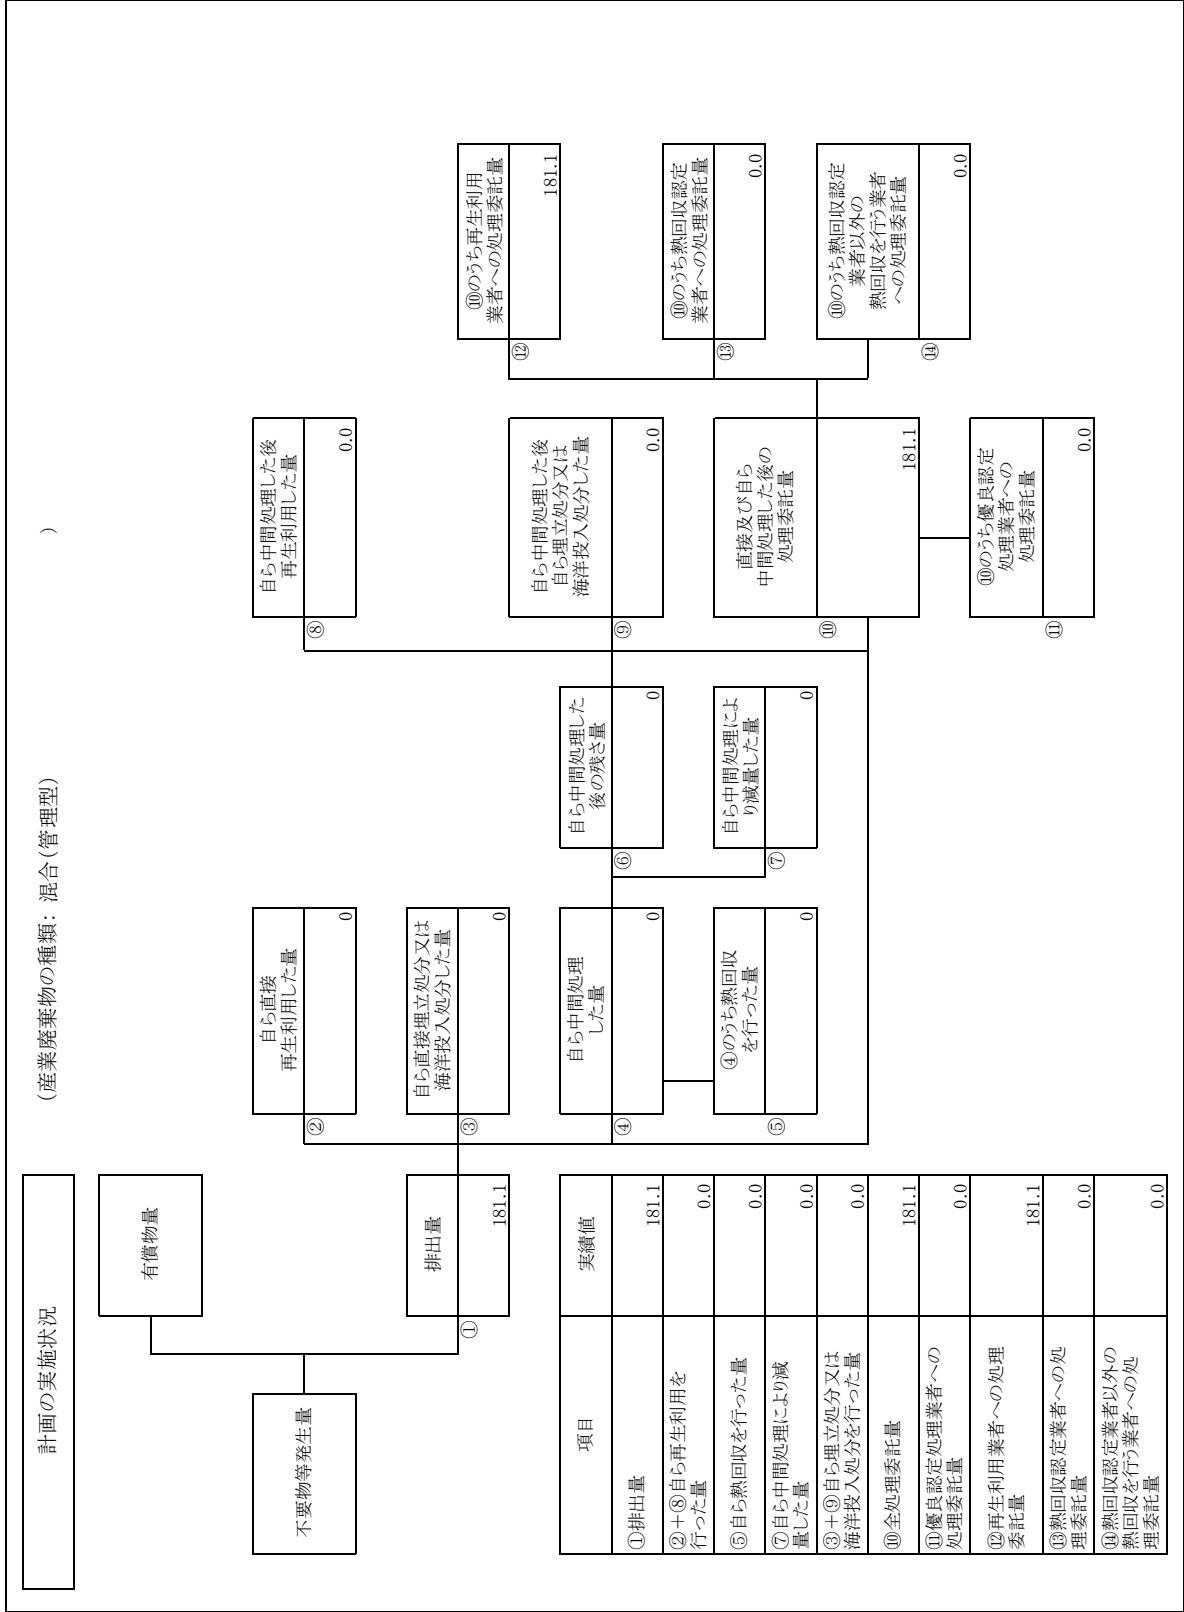 計画の実施状況
(産業廃棄物の種類: 混合(管理型)
)
不要物等発生量
有償物量
排出量
①
181.1
自ら直接
再生利用した量
②
0
自ら直接埋立処分又は
海洋投入処分した量
③
0
自ら中間処理
した量
④
0
④のうち熱回収
を行った量
⑤
0
自ら中間処理した
後の残さ量
⑥
0
自ら中間処理によ
り減量した量
⑦
0
自ら中間処理した後
再生利用した量
⑧
0.0
自ら中間処理した後
自ら埋立処分又は
海洋投入処分した量
⑨
0.0
直接及び自ら
中間処理した後の
処理委託量
⑩
181.1
⑩のうち優良認定
処理業者への
処理委託量
⑪
0.0
⑩のうち再生利用
業者への処理委託量
⑫
181.1
⑩のうち熱回収認定
業者への処理委託量
⑬
0.0
⑩のうち熱回収認定
業者以外の
熱回収を行う業者
への処理委託量
⑭
0.0
項目 実績値
①排出量 181.1
②+⑧自ら再生利用を
行った量 0.0
⑤自ら熱回収を行った量 0.0
⑦自ら中間処理により減
量した量 0.0
③+⑨自ら埋立処分又は
海洋投入処分を行った量 0.0
⑩全処理委託量 181.1
⑪優良認定処理業者への
処理委託量 0.0
⑫再生利用業者への処理
委託量 181.1
⑬熱回収認定業者への処
理委託量 0.0
⑭熱回収認定業者以外の
熱回収を行う業者への処
理委託量 0.0